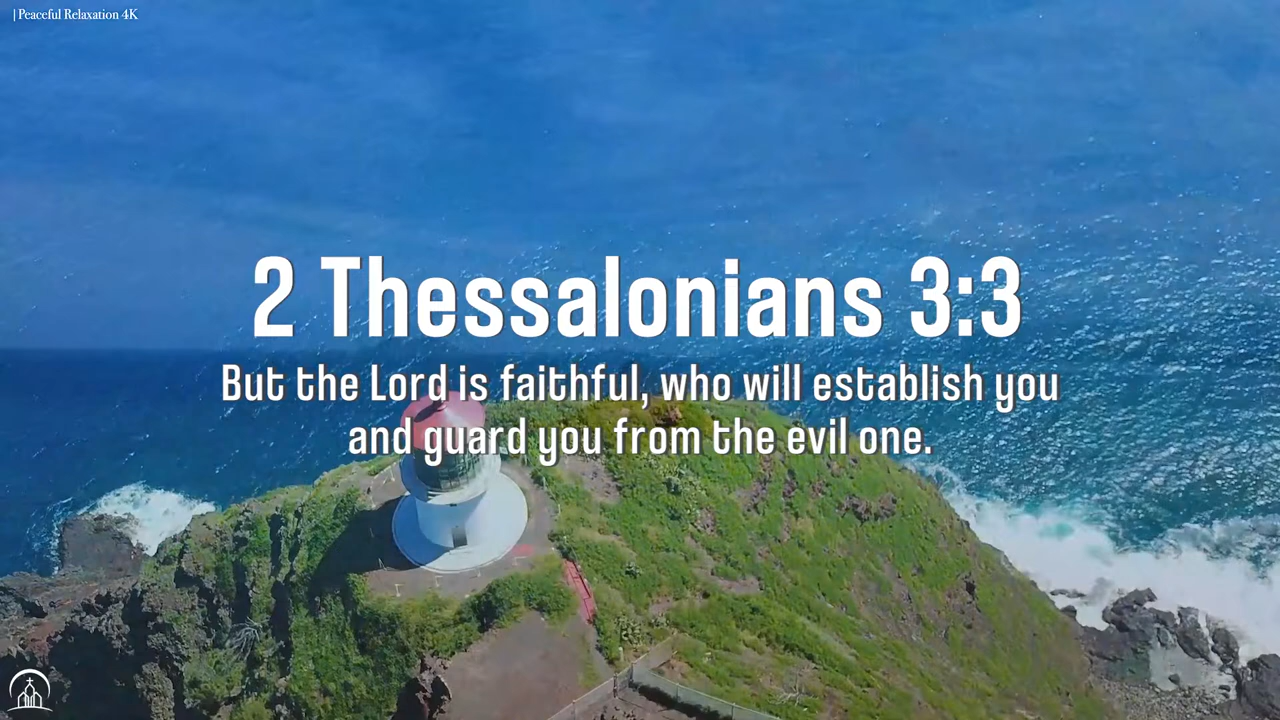 | Peaceful Relaxation 4K
2 Thessalonians 3:3
But the Lord is faithful, who will establish you
and guard you from the evil one.